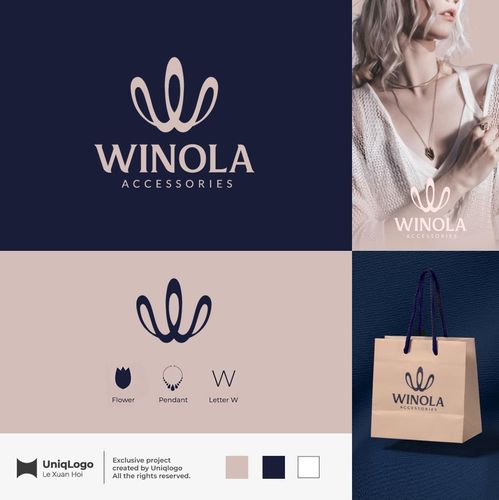 WINOLA
ACCESSORIES
WINOLA
ACCESSORIES
Flower
Pendant
Letter W
WINOLA
ACCESSORIES
UniqLogo
Le Xuan Hoi
Exclusive project
created by Uniqlogo
All the rights reserved.